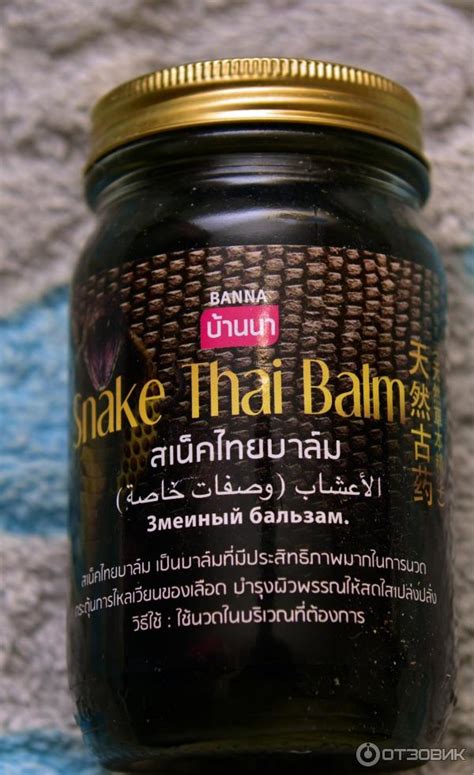 BANNA
บ้านนา
Snake Thai Balm
สเน็คไทยบาล์ม
الأعشاب (وصفات خاصة)
Змеиный бальзам.
สเน็คไทยบาล์ม เป็นบาล์มที่มีประสิทธิภาพมากในการนวด
กระตุ้นการไหลเวียนของเลือด บำรุงผิวพรรณให้สดใสเปล่งปลั่ง
วิธีใช้ : ใช้นวดในบริเวณที่ต้องการ
天然古药
ОТЗОВИК